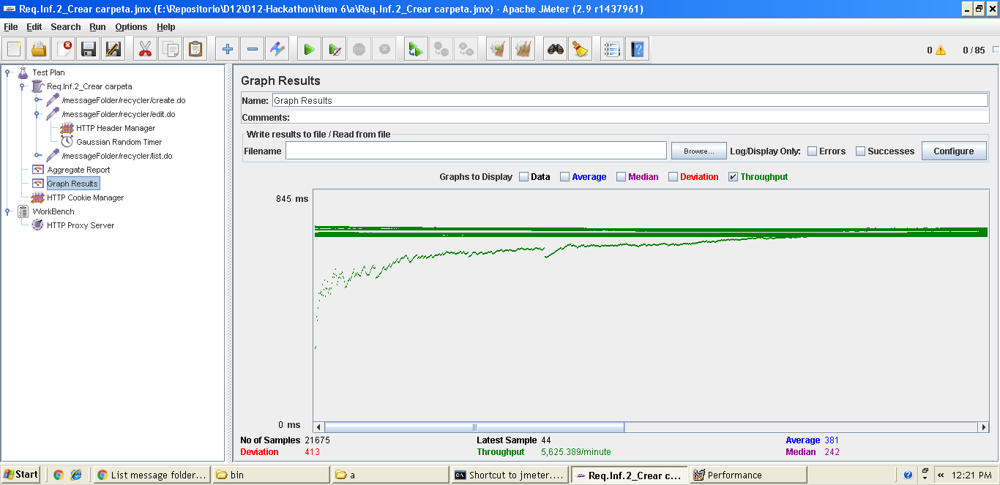 Req.Inf.2_Crear carpeta.jmx (E:\Repositorio\D12\D12-Hackathon\item 6\a\Req.Inf.2_Crear carpeta.jmx) - Apache JMeter (2.9 r1437961)
File Edit Search Run Options Help
0 0 / 85
Test Plan
Req.Inf.2_Crear carpeta
/messageFolder/recycler/create.do
/messageFolder/recycler/edit.do
HTTP Header Manager
Gaussian Random Timer
/messageFolder/recycler/list.do
Aggregate Report
Graph Results
HTTP Cookie Manager
WorkBench
HTTP Proxy Server
Graph Results
Name: Graph Results
Comments:
Write results to file / Read from file
Filename Browse... Log/Display Only: Errors Successes Configure
Graphs to Display Data Average Median Deviation Throughput
845 ms
0 ms
No of Samples 21675 Latest Sample 44 Average 381
Deviation 413 Throughput 5,625.389/minute Median 242
Start List message folder... bin a Shortcut to jmeter.... Req.Inf.2_Crear c... Performance « 12:21 PM